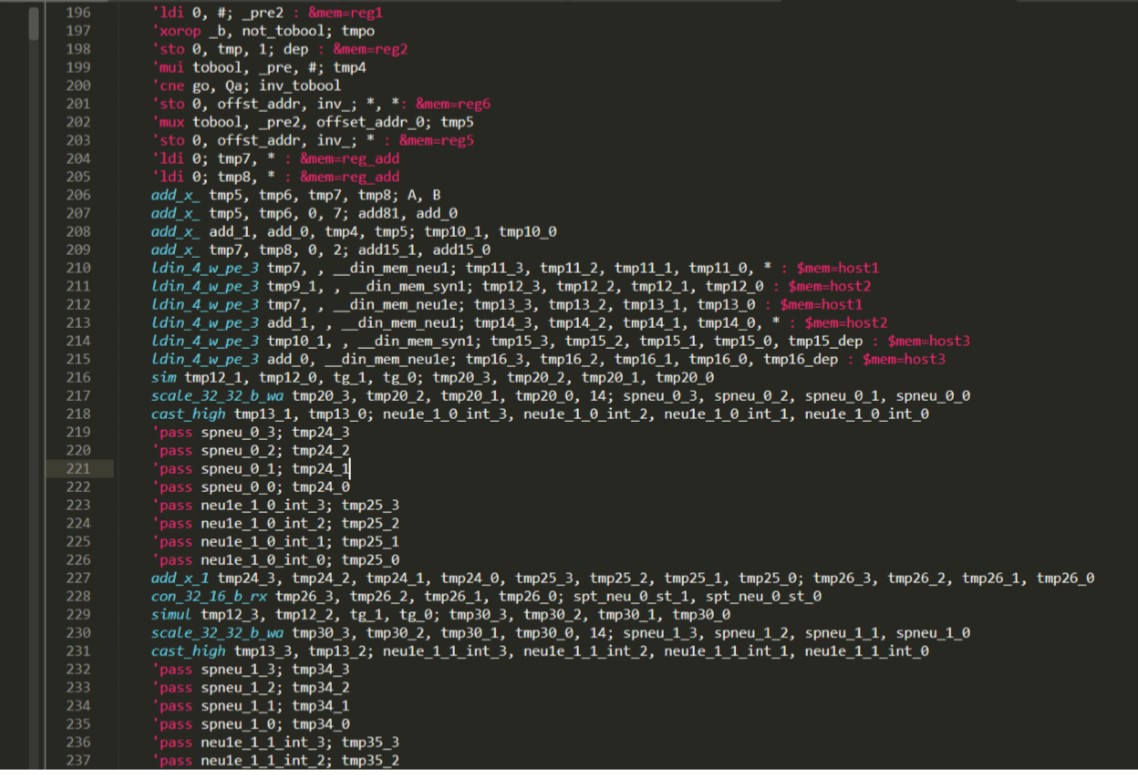 196 'ldi 0, #; _pre2 : &mem=reg1
197 'xorop _b, not_tobool; tmpo
198 'sto 0, tmp, 1; dep : &mem=reg2
199 'mui tobool, _pre, #; tmp4
200 'cne go, Qa; inv_tobool
201 'sto 0, offst_addr, inv_; *, *: &mem=reg6
202 'mux tobool, _pre2, offset_addr_0; tmp5
203 'sto 0, offst_addr, inv_; * : &mem=reg5
204 'ldi 0; tmp7, * : &mem=reg_add
205 'ldi 0; tmp8, * : &mem=reg_add
206 add_x_ tmp5, tmp6, tmp7, tmp8; A, B
207 add_x_ tmp5, tmp6, 0, 7; add81, add_0
208 add_x_ add_1, add_0, tmp4, tmp5; tmp10_1, tmp10_0
209 add_x_ tmp7, tmp8, 0, 2; add15_1, add15_0
210 ldin_4_w_pe_3 tmp7, , __din_mem_neu1; tmp11_3, tmp11_2, tmp11_1, tmp11_0, * : $mem=host1
211 ldin_4_w_pe_3 tmp9_1, , __din_mem_syn1; tmp12_3, tmp12_2, tmp12_1, tmp12_0 : $mem=host2
212 ldin_4_w_pe_3 tmp7, , __din_mem_neu1e; tmp13_3, tmp13_2, tmp13_1, tmp13_0 : $mem=host1
213 ldin_4_w_pe_3 add_1, , __din_mem_neu1; tmp14_3, tmp14_2, tmp14_1, tmp14_0, * : $mem=host2
214 ldin_4_w_pe_3 tmp10_1, , __din_mem_syn1; tmp15_3, tmp15_2, tmp15_1, tmp15_0, tmp15_dep : $mem=host3
215 ldin_4_w_pe_3 add_0, __din_mem_neu1e; tmp16_3, tmp16_2, tmp16_1, tmp16_0, tmp16_dep : $mem=host3
216 sim tmp12_1, tmp12_0, tg_1, tg_0; tmp20_3, tmp20_2, tmp20_1, tmp20_0
217 scale_32_32_b_wa tmp20_3, tmp20_2, tmp20_1, tmp20_0, 14; spneu_0_3, spneu_0_2, spneu_0_1, spneu_0_0
218 cast_high tmp13_1, tmp13_0; neu1e_1_0_int_3, neu1e_1_0_int_2, neu1e_1_0_int_1, neu1e_1_0_int_0
219 'pass spneu_0_3; tmp24_3
220 'pass spneu_0_2; tmp24_2
221 'pass spneu_0_1; tmp24_1
222 'pass spneu_0_0; tmp24_0
223 'pass neu1e_1_0_int_3; tmp25_3
224 'pass neu1e_1_0_int_2; tmp25_2
225 'pass neu1e_1_0_int_1; tmp25_1
226 'pass neu1e_1_0_int_0; tmp25_0
227 add_x_1 tmp24_3, tmp24_2, tmp24_1, tmp24_0, tmp25_3, tmp25_2, tmp25_1, tmp25_0; tmp26_3, tmp26_2, tmp26_1, tmp26_0
228 con_32_16_b_rx tmp26_3, tmp26_2, tmp26_1, tmp26_0; spt_neu_0_st_1, spt_neu_0_st_0
229 simul tmp12_3, tmp12_2, tg_1, tg_0; tmp30_3, tmp30_2, tmp30_1, tmp30_0
230 scale_32_32_b_wa tmp30_3, tmp30_2, tmp30_1, tmp30_0, 14; spneu_1_3, spneu_1_2, spneu_1_1, spneu_1_0
231 cast_high tmp13_3, tmp13_2; neu1e_1_1_int_3, neu1e_1_1_int_2, neu1e_1_1_int_1, neu1e_1_1_int_0
232 'pass spneu_1_3; tmp34_3
233 'pass spneu_1_2; tmp34_2
234 'pass spneu_1_1; tmp34_1
235 'pass spneu_1_0; tmp34_0
236 'pass neu1e_1_1_int_3; tmp35_3
237 'pass neu1e_1_1_int_2; tmp35_2